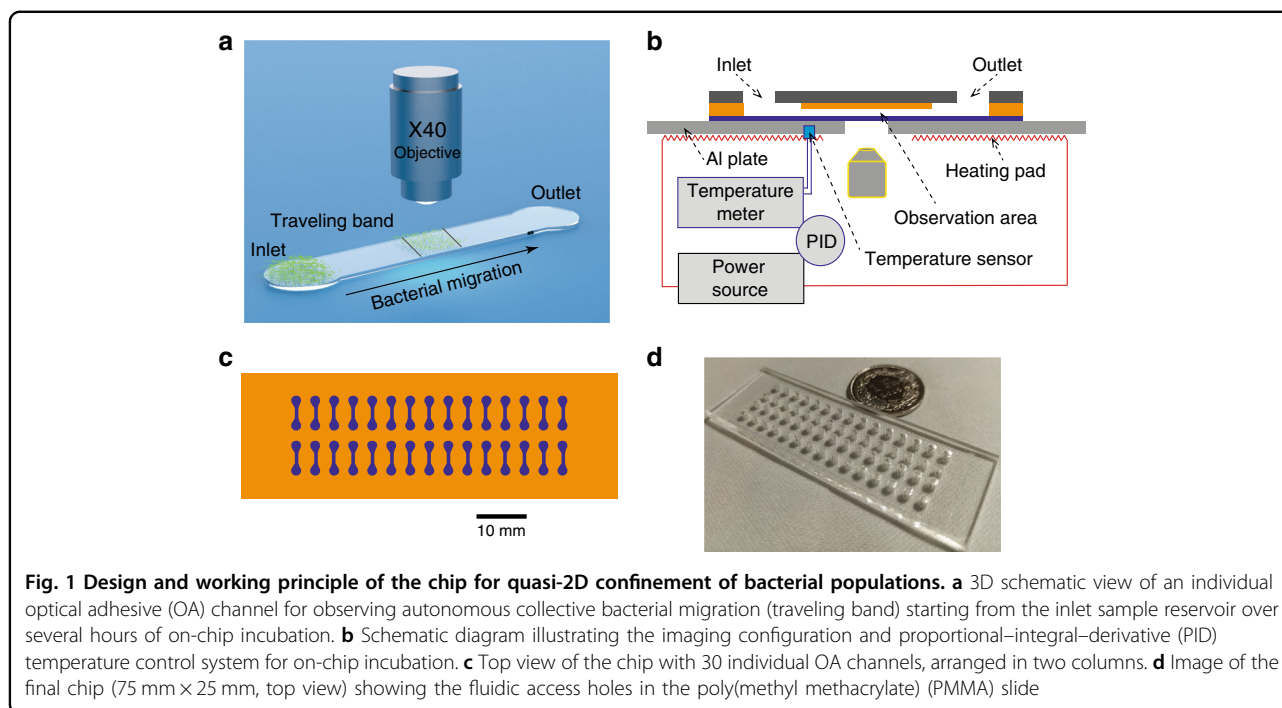 a
X40
Objective
Outlet
Traveling band
Inlet
Bacterial migration
b
Inlet
Outlet
Al plate
Heating pad
Temperature
meter
Observation area
PID
Temperature sensor
Power
source
c
10 mm
d
Fig. 1 Design and working principle of the chip for quasi-2D confinement of bacterial populations. a 3D schematic view of an individual
optical adhesive (OA) channel for observing autonomous collective bacterial migration (traveling band) starting from the inlet sample reservoir over
several hours of on-chip incubation. b Schematic diagram illustrating the imaging configuration and proportional–integral–derivative (PID)
temperature control system for on-chip incubation. c Top view of the chip with 30 individual OA channels, arranged in two columns. d Image of the
final chip (75 mm × 25 mm, top view) showing the fluidic access holes in the poly(methyl methacrylate) (PMMA) slide